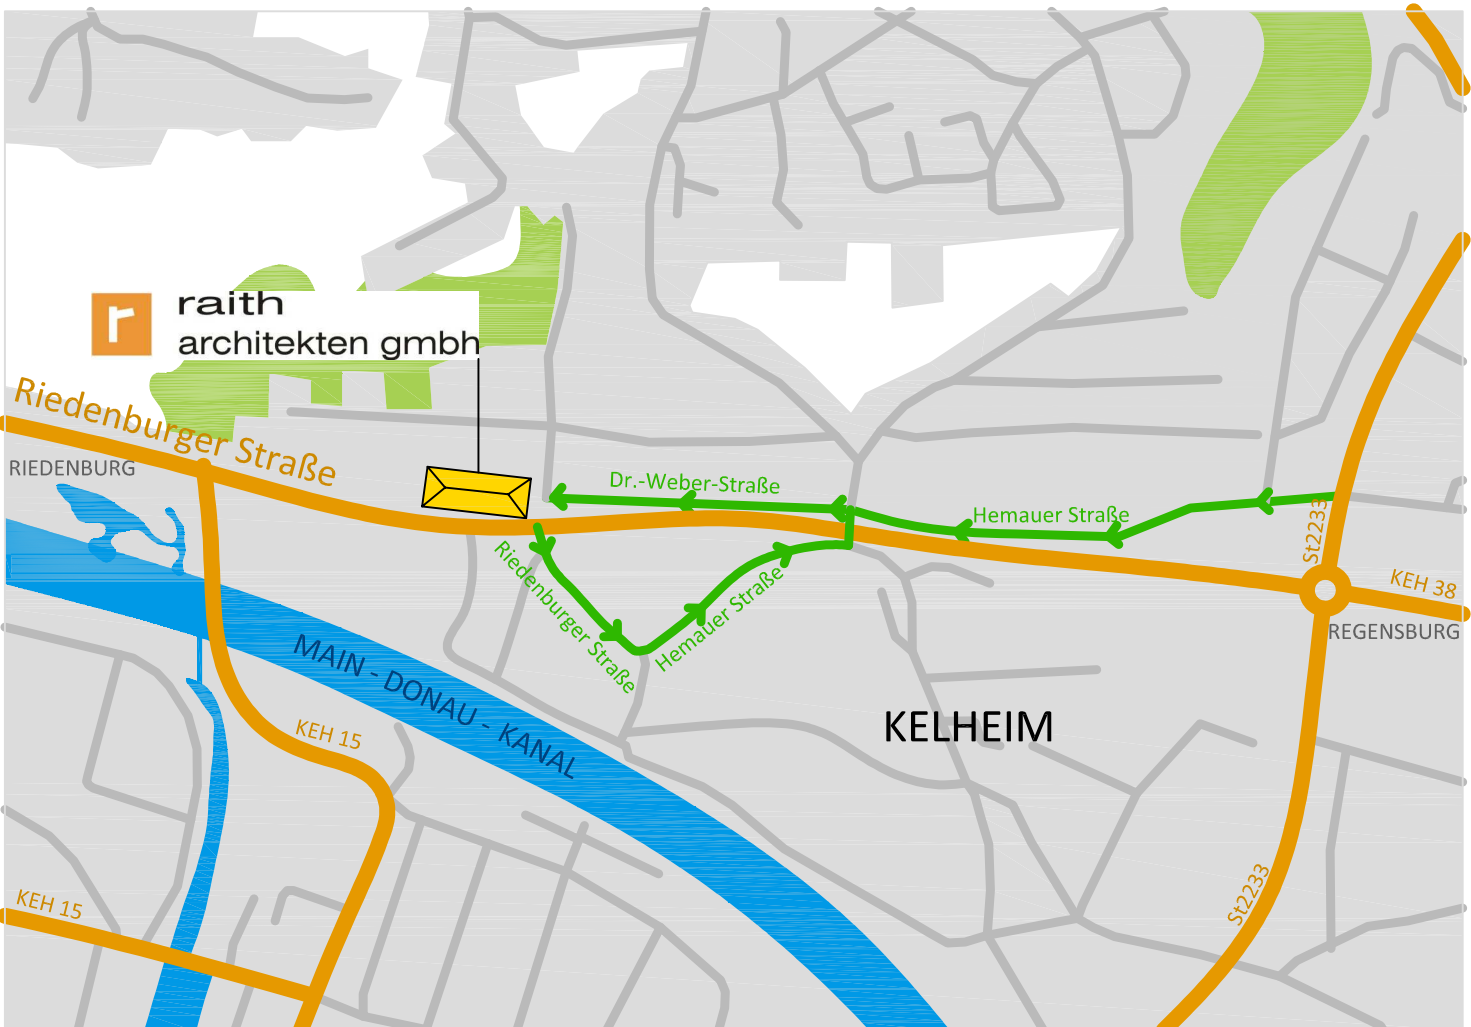 r
raith
architekten gmbh
Riedenburger Straße
RIEDENBURG
Dr.-Weber-Straße
Hemauer Straße
St2233
Riedenburger Straße
Hemauer Straße
KEH 38
REGENSBURG
MAIN - DONAU - KANAL
KELHEIM
KEH 15
St2233
KEH 15